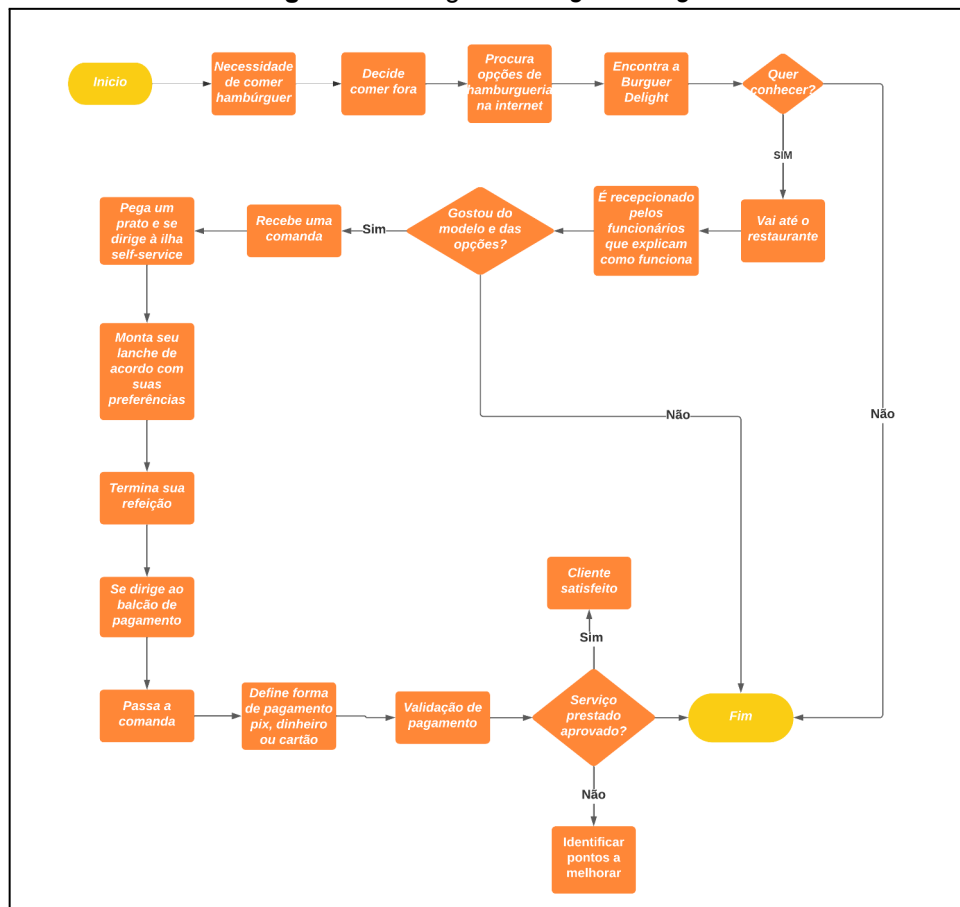 Início
Necessidade
de comer
hambúrguer
Decide
comer fora
Procura
opções de
hamburgueria
na internet
Encontra a
Burguer
Delight
Quer
conhecer?
SIM
Vai até o
restaurante
É recepcionado
pelos
funcionários
que explicam
como funciona
Gostou do
modelo e das
opções?
Sim
Recebe uma
comanda
Pega um
prato e se
dirige à ilha
self-service
Monta seu
lanche de
acordo com
suas
preferências
Não
Não
Termina sua
refeição
Se dirige ao
balcão de
pagamento
Passa a
comanda
Define forma
de pagamento
pix, dinheiro
ou cartão
Validação de
pagamento
Serviço
prestado
aprovado?
Sim
Cliente
satisfeito
Não
Identificar
pontos a
melhorar
Fim